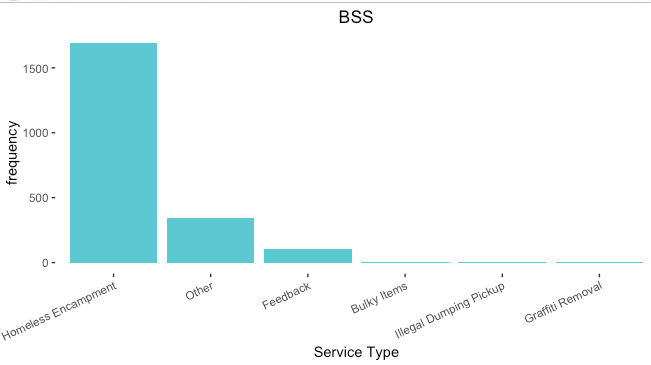 BSS
frequency
1500
1000
500
0
Homeless Encampment
Other
Feedback
Bulky Items
Illegal Dumping Pickup
Graffiti Removal
Service Type